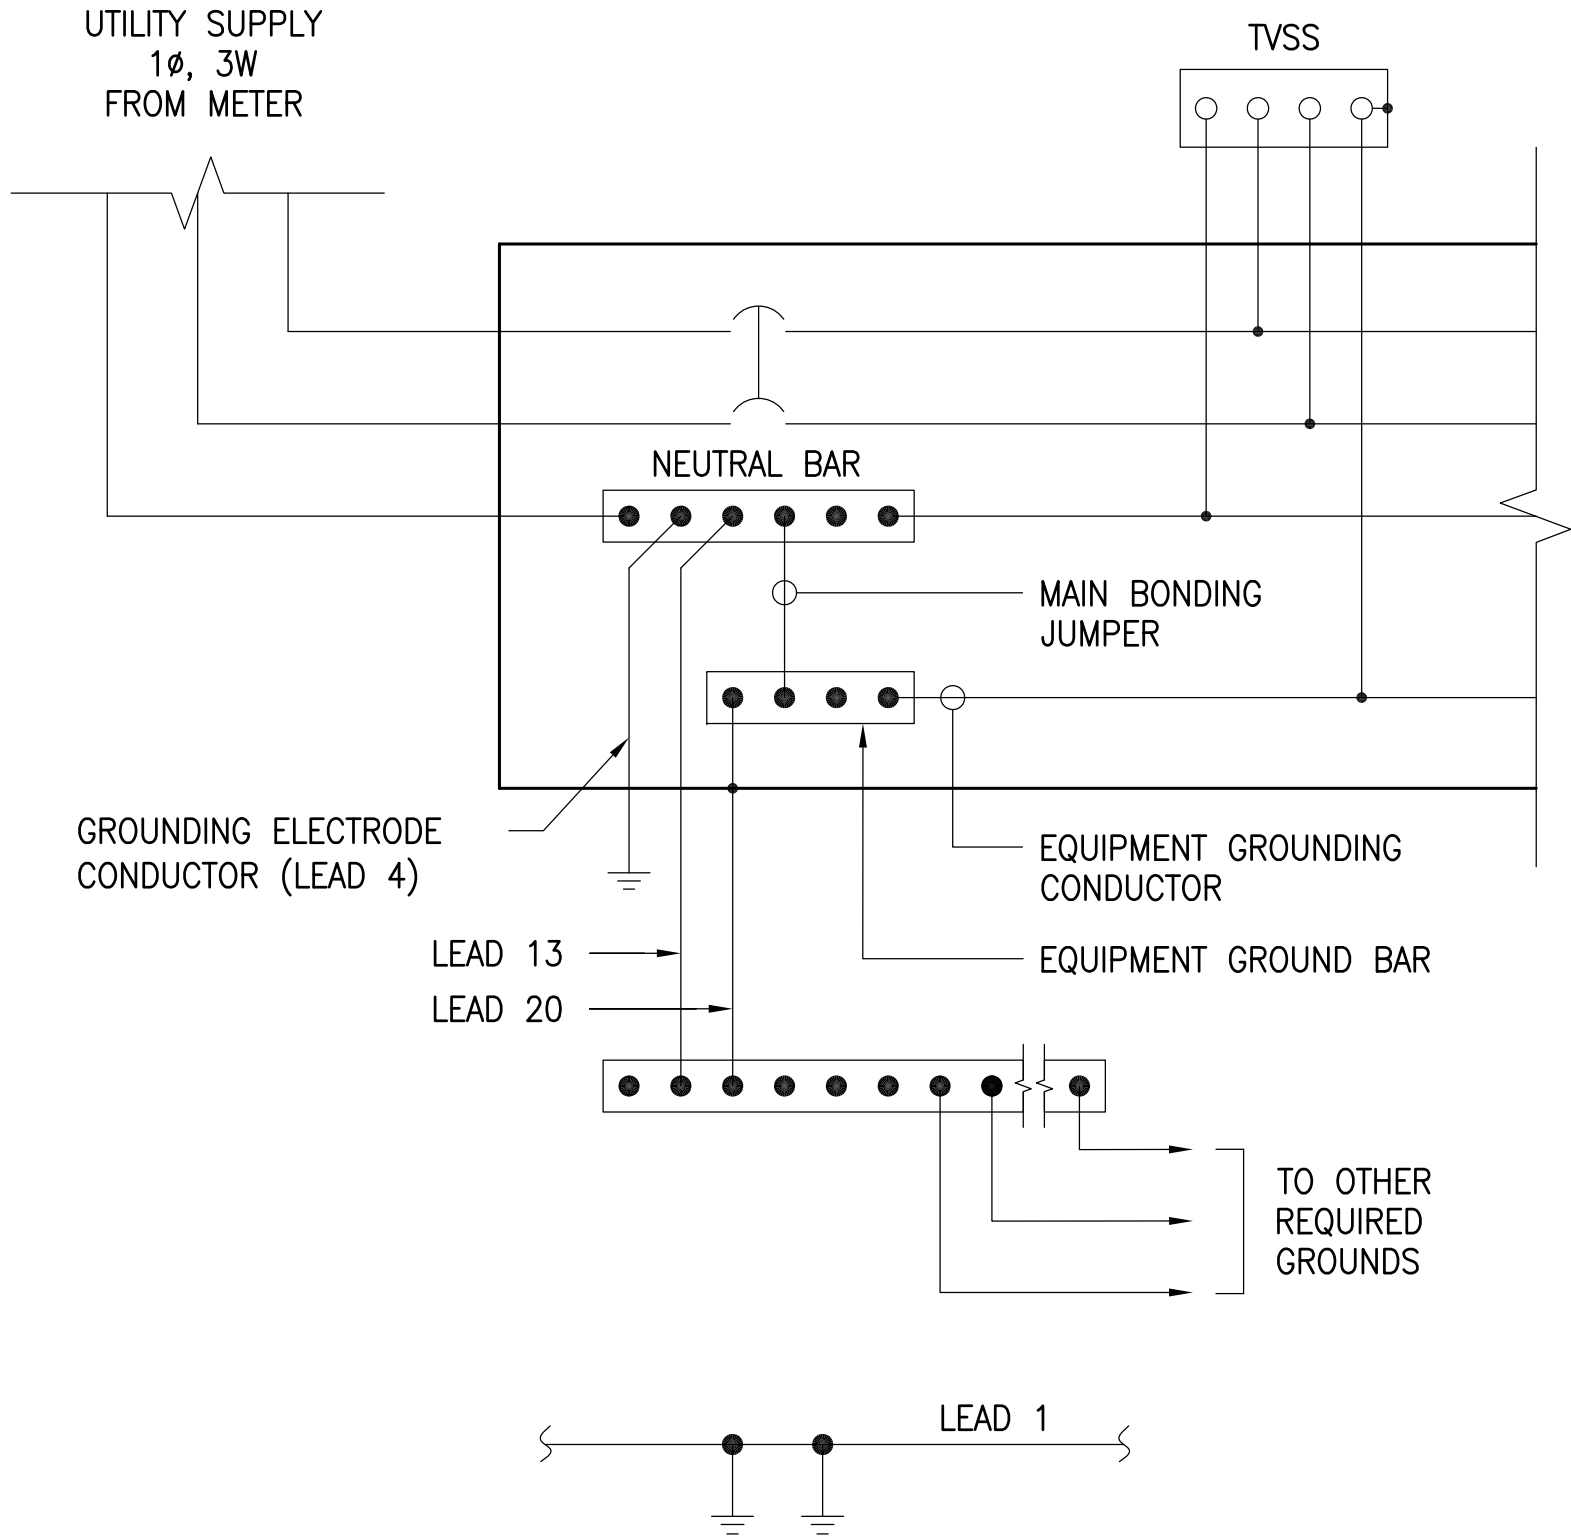 UTILITY SUPPLY
1ø, 3W
FROM METER
TVSS
NEUTRAL BAR
MAIN BONDING
JUMPER
GROUNDING ELECTRODE
CONDUCTOR (LEAD 4)
EQUIPMENT GROUNDING
CONDUCTOR
LEAD 13
EQUIPMENT GROUND BAR
LEAD 20
TO OTHER
REQUIRED
GROUNDS
LEAD 1